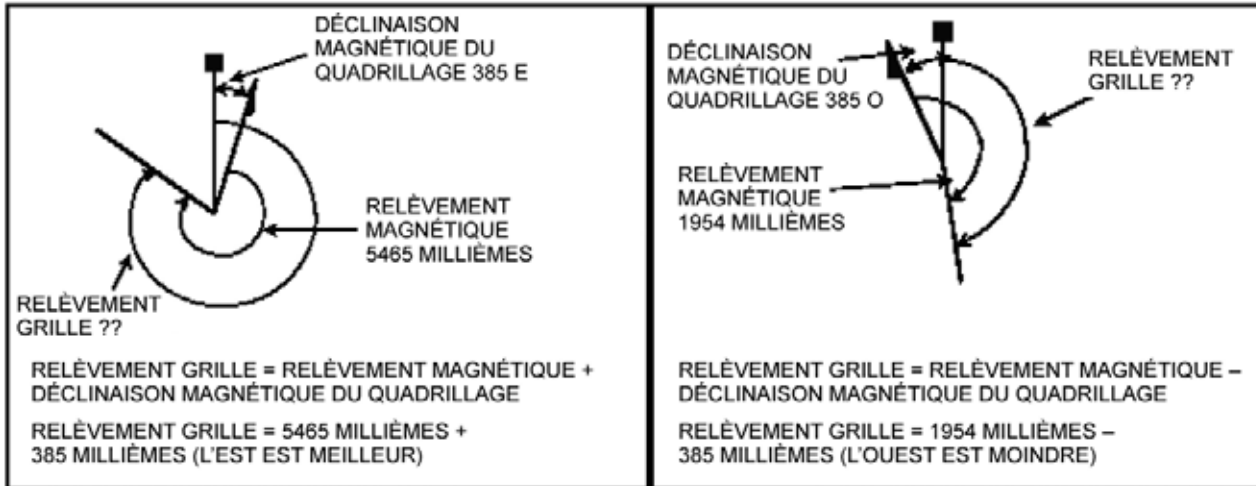 DÉCLINAISON
MAGNÉTIQUE DU
QUADRILLAGE 385 E
RELÈVEMENT
MAGNÉTIQUE
5465 MILLIÈMES
RELÈVEMENT
GRILLE ??
RELÈVEMENT GRILLE = RELÈVEMENT MAGNÉTIQUE +
DÉCLINAISON MAGNÉTIQUE DU QUADRILLAGE
RELÈVEMENT GRILLE = 5465 MILLIÈMES +
385 MILLIÈMES (L'EST EST MEILLEUR)
DÉCLINAISON
MAGNÉTIQUE DU
QUADRILLAGE 385 O
RELÈVEMENT
GRILLE ??
RELÈVEMENT
MAGNÉTIQUE
1954 MILLIÈMES
RELÈVEMENT GRILLE = RELÈVEMENT MAGNÉTIQUE –
DÉCLINAISON MAGNÉTIQUE DU QUADRILLAGE
RELÈVEMENT GRILLE = 1954 MILLIÈMES –
385 MILLIÈMES (L'OUEST EST MOINDRE)